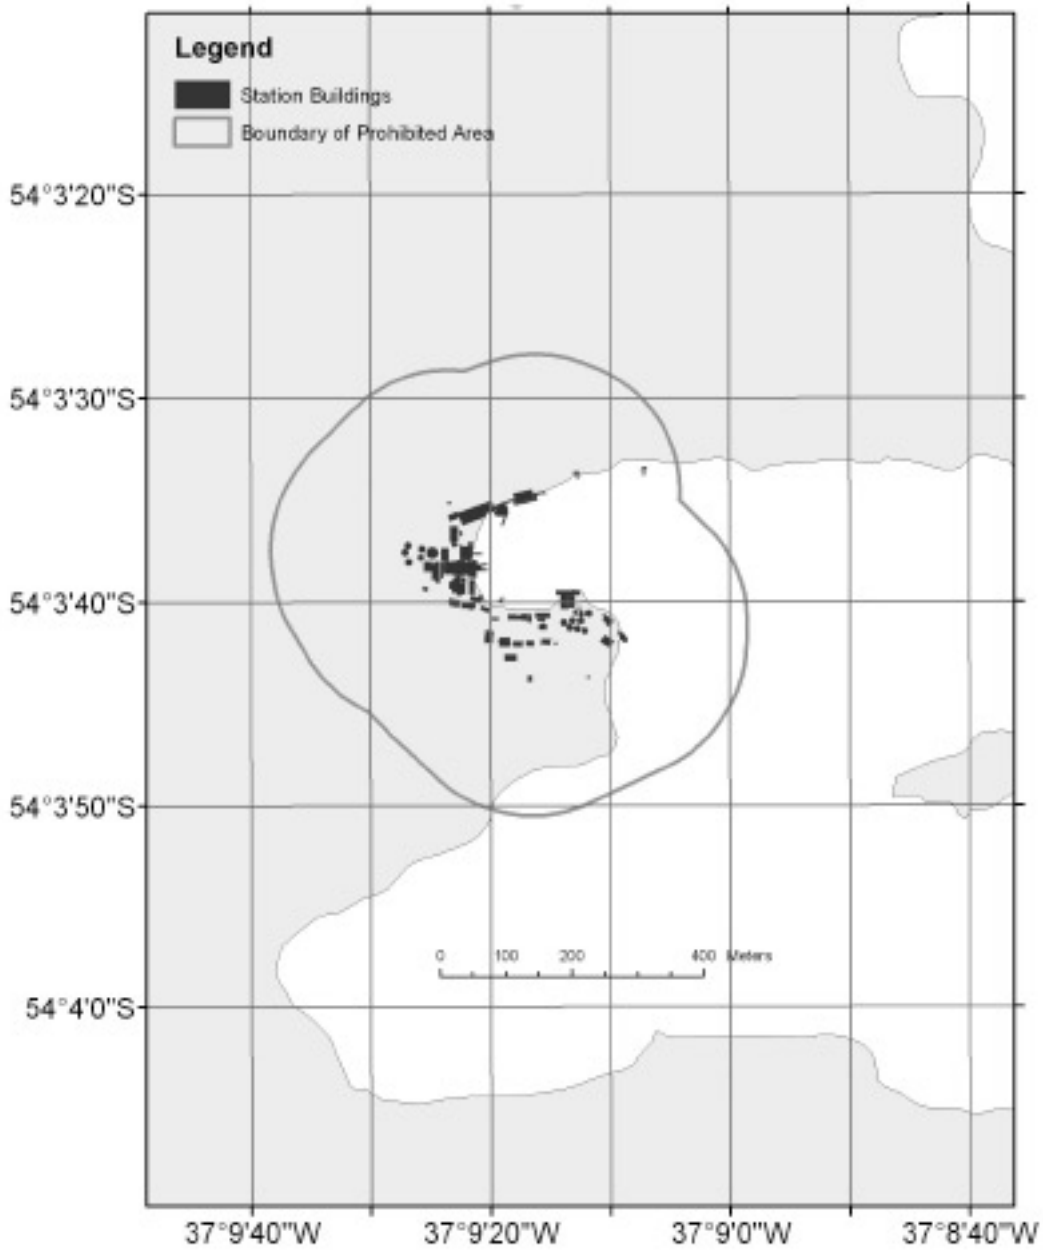 Legend
Station Buildings
Boundary of Prohibited Area
54°3'20"S
54°3'30"S
54°3'40"S
54°3'50"S
0 100 200 400 Meters
54°4'0"S
37°9'40"W 37°9'20"W 37°9'0"W 37°8'40"W